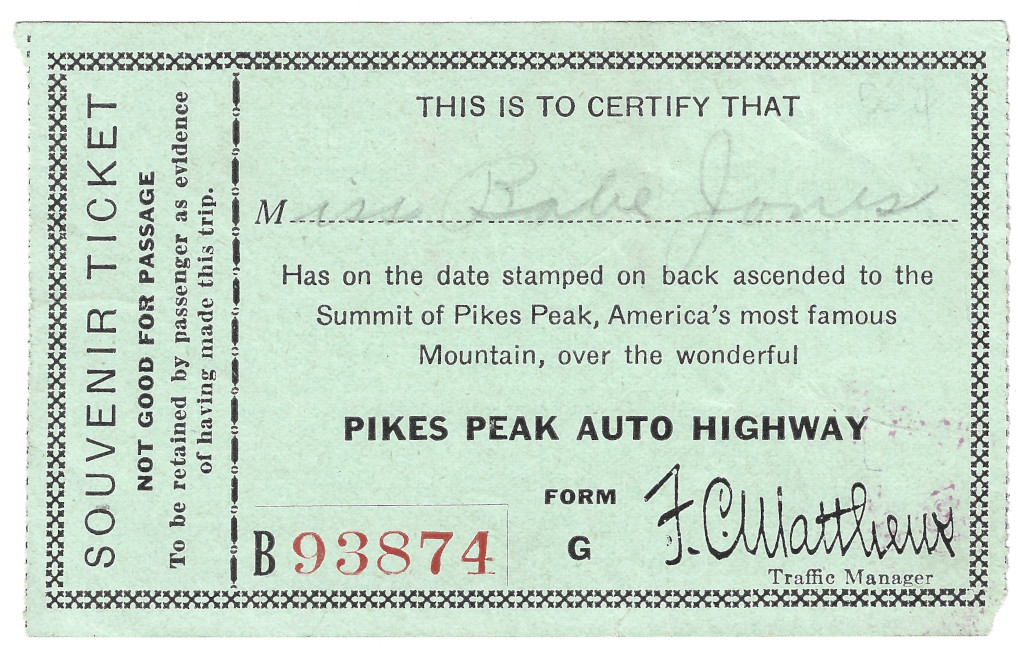 SOUVENIR TICKET
NOT GOOD FOR PASSAGE
To be retained by passenger as evidence
of having made this trip.
THIS IS TO CERTIFY THAT
Miss Babe Jones
Has on the date stamped on back ascended to the
Summit of Pikes Peak, America's most famous
Mountain, over the wonderful
PIKES PEAK AUTO HIGHWAY
FORM
G
B 93874
F. C. Matthews
Traffic Manager